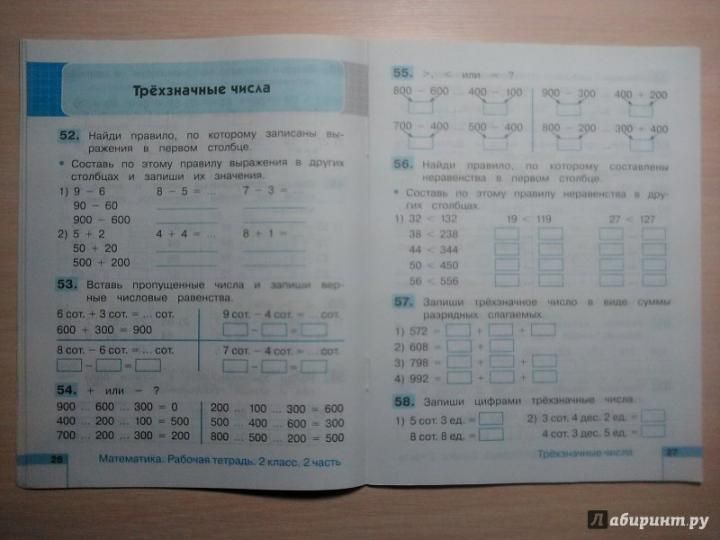 Трёхзначные числа
52. Найди правило, по которому записаны вы-
ражения в первом столбце.
• Составь по этому правилу выражения в других
столбцах и запиши их значения.
1) 9 − 6 8 − 5 = ... 7 − 3 = ...
90 − 60
900 − 600
2) 5 + 2 4 + 4 = ... 8 + 1 = ...
50 + 20
500 + 200
53. Вставь пропущенные числа и запиши вер-
ные числовые равенства.
6 сот. + 3 сот. = ... сот. 9 сот. − 4 сот. = ... сот.
600 + 300 = 900 − =
8 сот. − 6 сот. = ... сот. 7 сот. − 4 сот. = ... сот.
− = − =
54. + или − ?
900 ... 600 ... 300 = 0 200 ... 100 ... 300 = 600
400 ... 200 ... 100 = 500 500 ... 400 ... 600 = 300
700 ... 200 ... 300 = 200 800 ... 500 ... 200 = 500
26 Математика. Рабочая тетрадь. 2 класс. 2 часть
55. >, < или = ?
800 − 600 ... 400 − 100 900 − 300 ... 400 + 200
700 − 400 ... 500 − 400 800 − 200 ... 300 + 400
56. Найди правило, по которому составлены
неравенства в первом столбце.
• Составь по этому правилу неравенства в дру-
гих столбцах.
1) 32 < 132 19 < 119 27 < 127
38 < 238
44 < 344
50 < 450
56 < 556
57. Запиши трёхзначное число в виде суммы
разрядных слагаемых.
1) 572 = + +
2) 608 = +
3) 798 = + +
4) 992 = + +
58. Запиши цифрами трёхзначные числа.
1) 5 сот. 3 ед. = 2) 3 сот. 4 дес. 2 ед. =
8 сот. 8 ед. = 4 сот. 3 дес. 5 ед. =
Трёхзначные числа 27
Лабиринт.ру